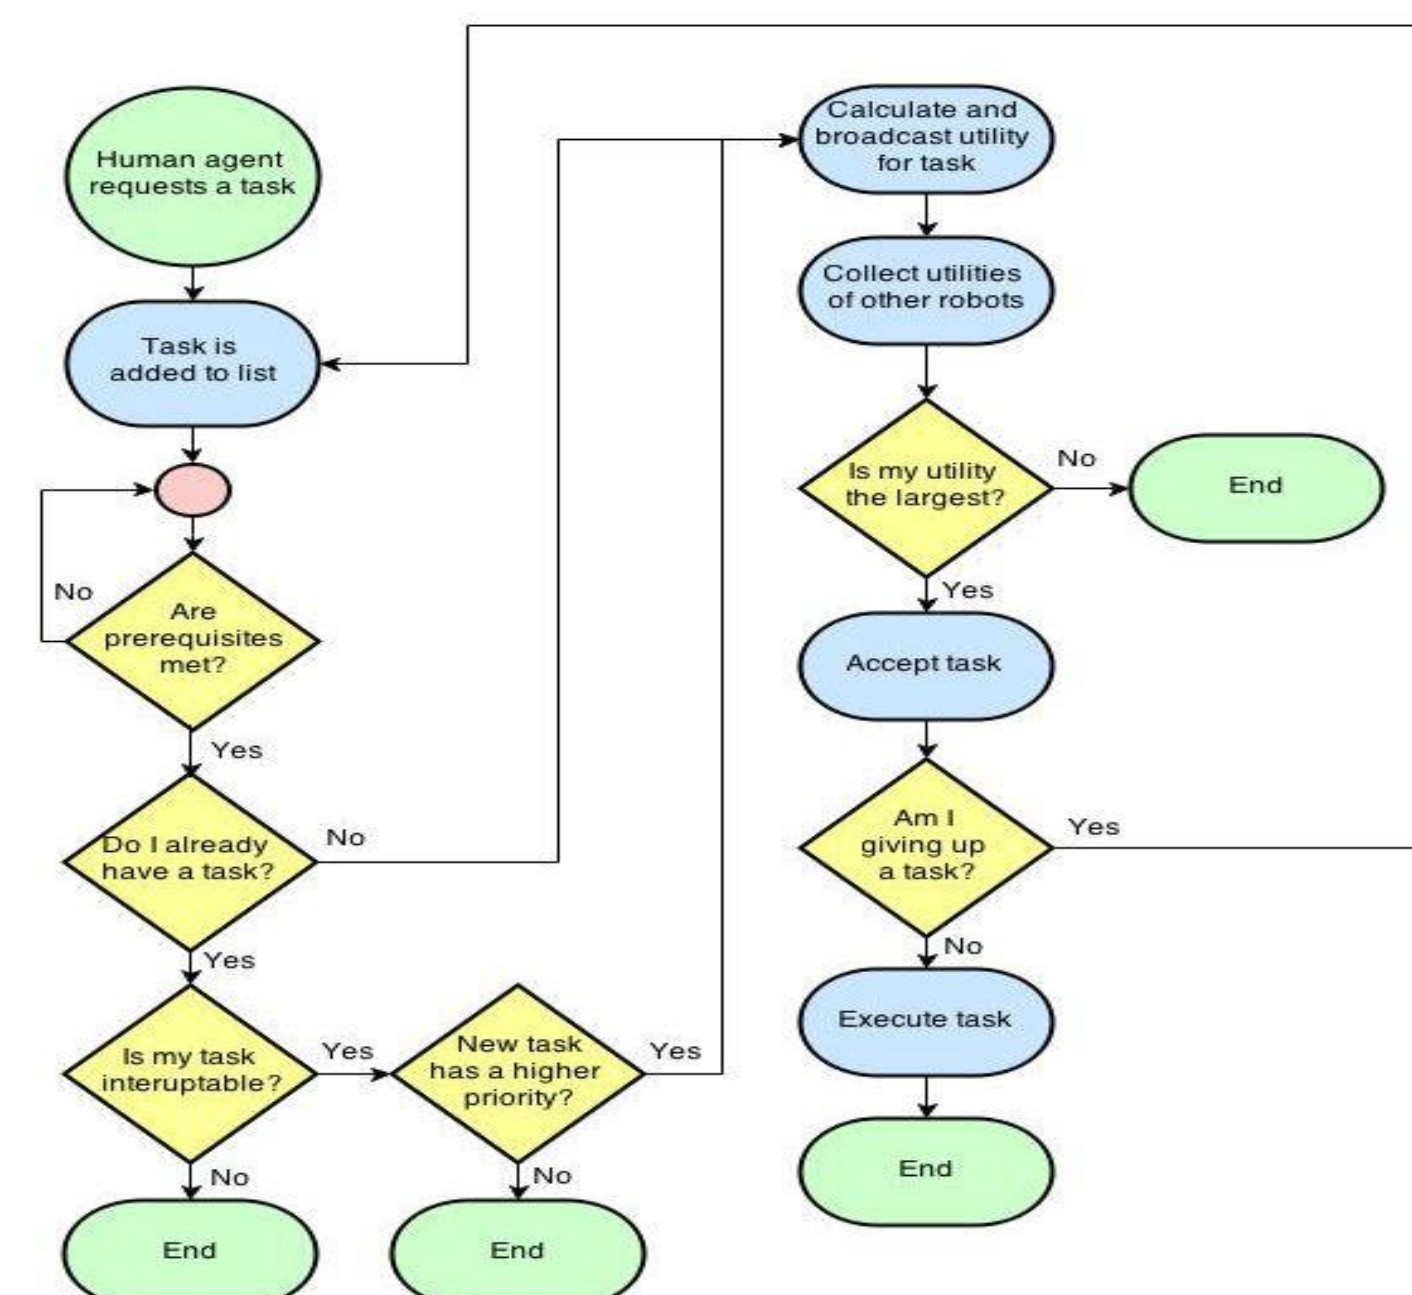 Human agent
requests a task
Task is
added to list
No
Are
prerequisites
met?
Yes
Do I already
have a task?
No
Yes
Is my task
interuptable?
Yes
New task
has a higher
priority?
Yes
No
No
End
End
Calculate and
broadcast utility
for task
Collect utilities
of other robots
Is my utility
the largest?
No
End
Yes
Accept task
Am I
giving up
a task?
Yes
No
Execute task
End